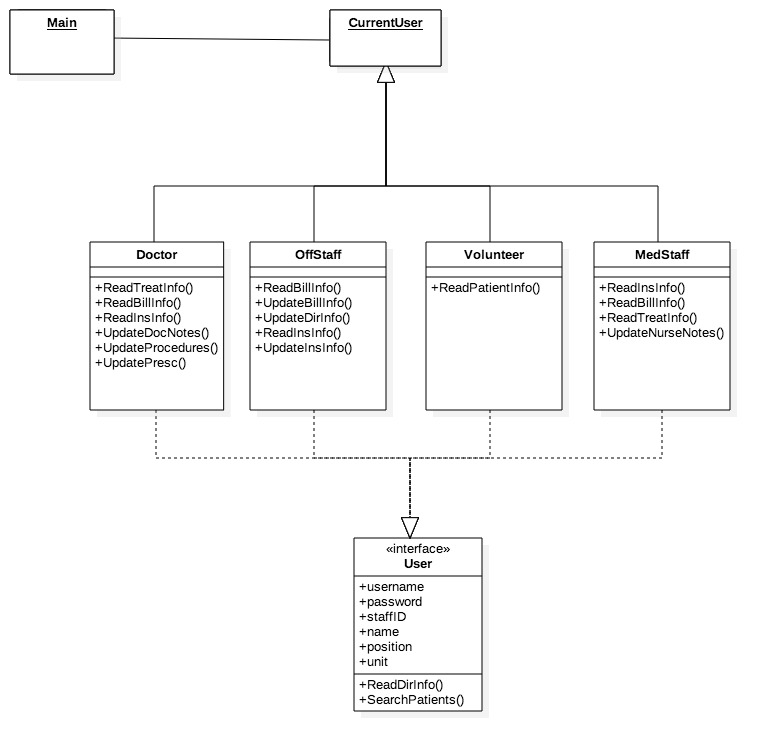 Main
CurrentUser
Doctor
+ReadTreatInfo()
+ReadBillInfo()
+ReadInsInfo()
+UpdateDocNotes()
+UpdateProcedures()
+UpdatePresc()
OffStaff
+ReadBillInfo()
+UpdateBillInfo()
+UpdateDirInfo()
+ReadInsInfo()
+UpdateInsInfo()
Volunteer
+ReadPatientInfo()
MedStaff
+ReadInsInfo()
+ReadBillInfo()
+ReadTreatInfo()
+UpdateNurseNotes()
«interface»
User
+username
+password
+staffID
+name
+position
+unit
+ReadDirInfo()
+SearchPatients()